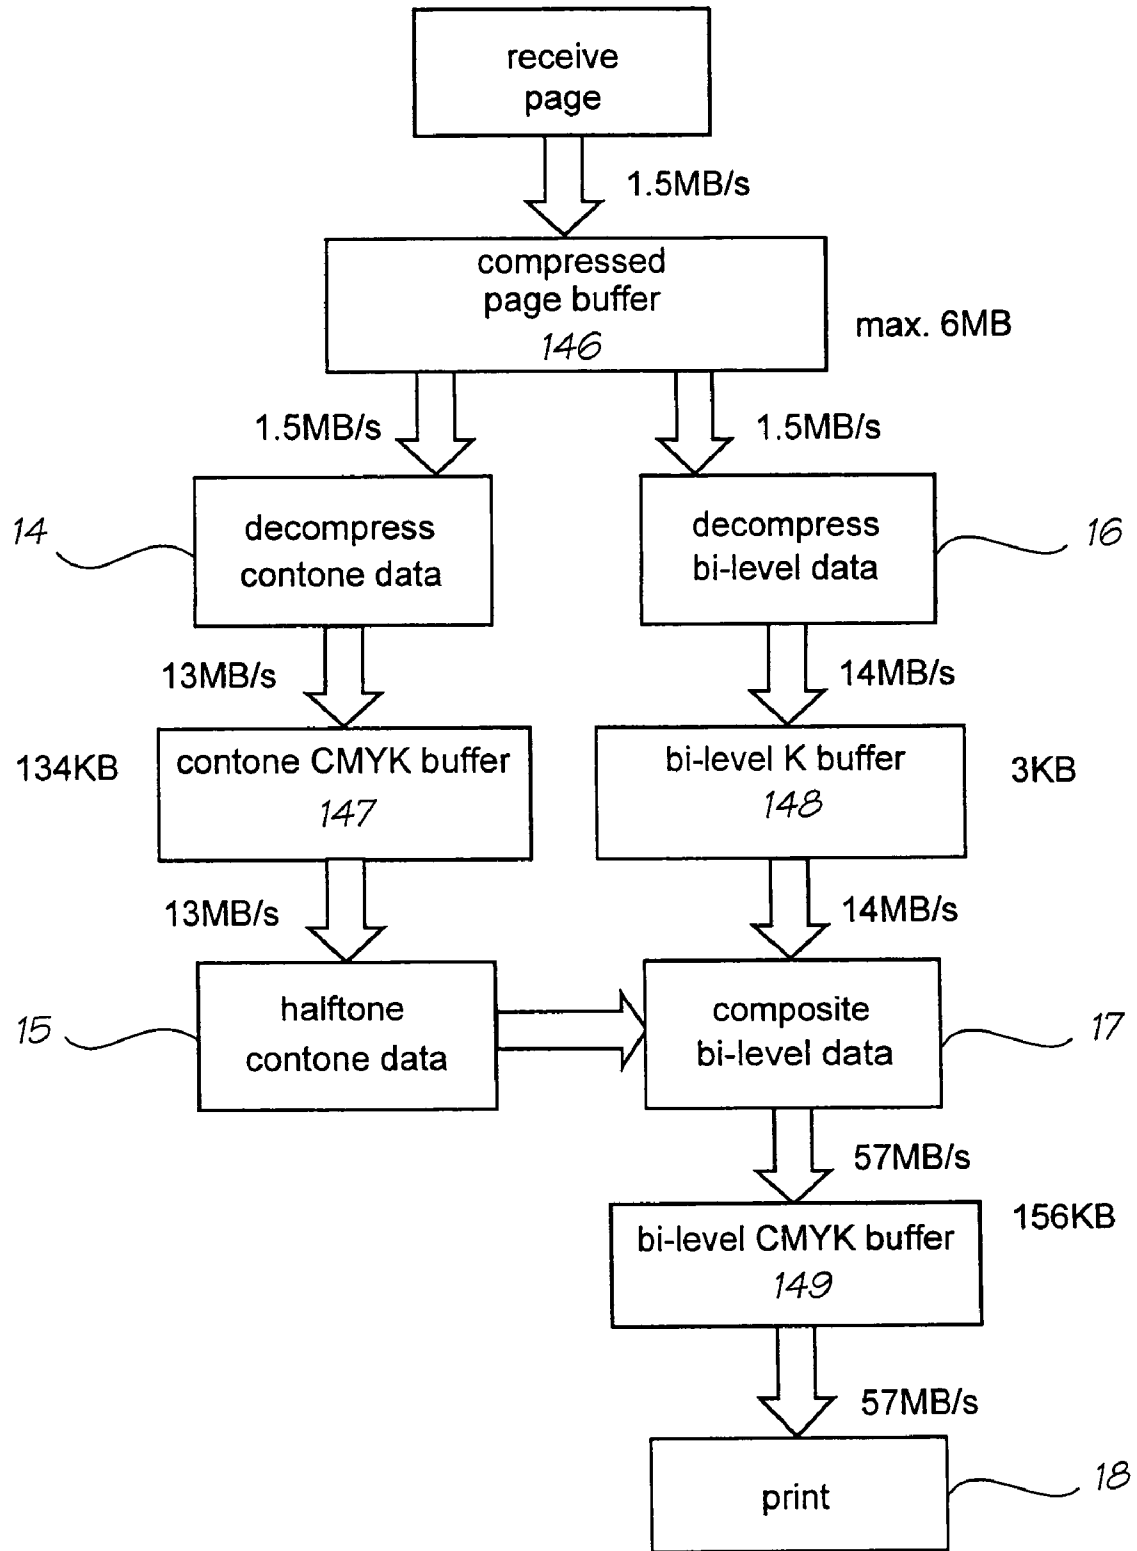 receive
page
1.5MB/s
compressed
page buffer
146
max. 6MB
1.5MB/s
1.5MB/s
14
decompress
contone data
decompress
bi-level data
16
13MB/s
14MB/s
134KB
contone CMYK buffer
147
bi-level K buffer
148
3KB
13MB/s
14MB/s
15
halftone
contone data
composite
bi-level data
17
57MB/s
bi-level CMYK buffer
149
156KB
57MB/s
print
18